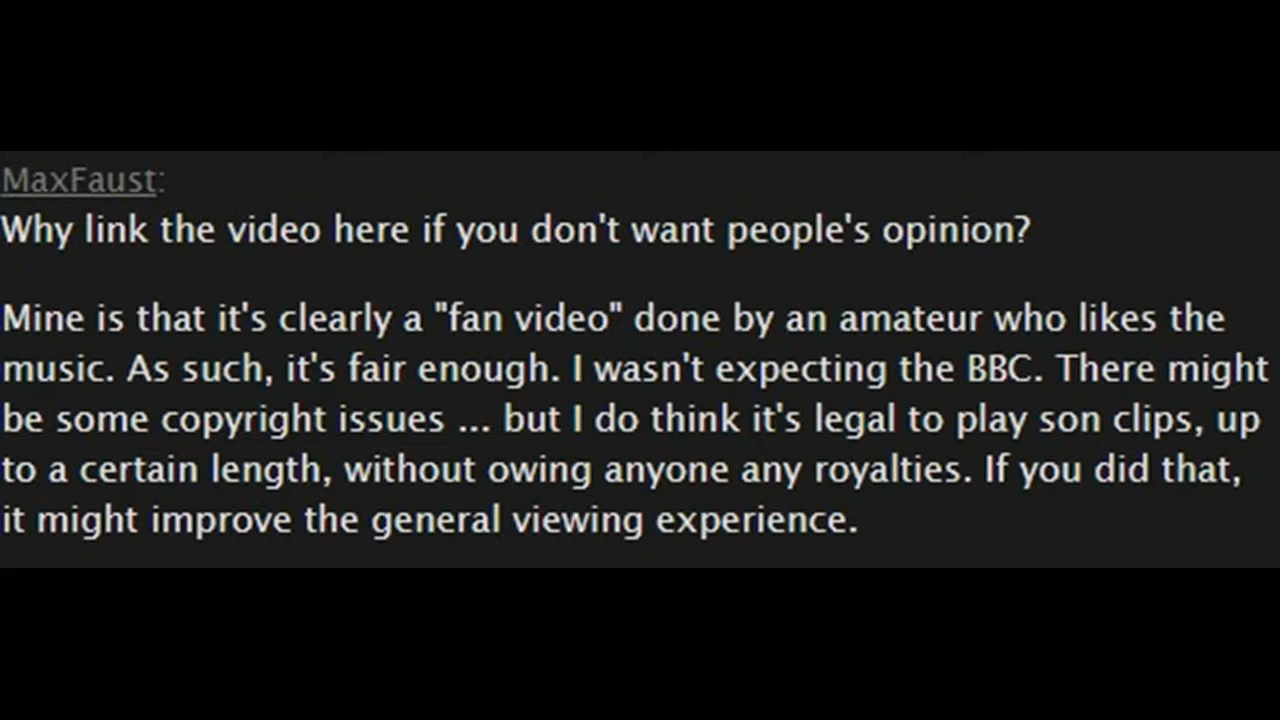 MaxFaust:
Why link the video here if you don't want people's opinion?
Mine is that it's clearly a "fan video" done by an amateur who likes the
music. As such, it's fair enough. I wasn't expecting the BBC. There might
be some copyright issues ... but I do think it's legal to play son clips, up
to a certain length, without owing anyone any royalties. If you did that,
it might improve the general viewing experience.